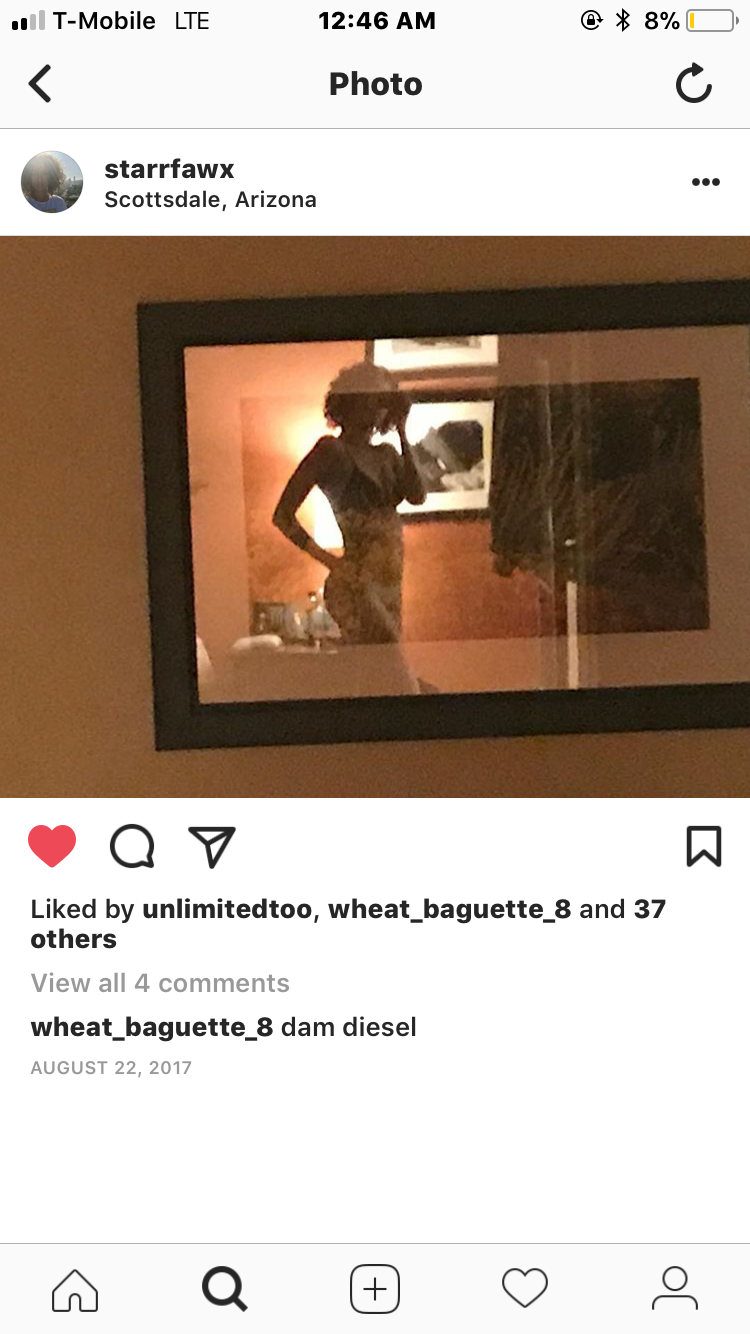 T-Mobile LTE 12:46 AM 8%
Photo
starrfawx
Scottsdale, Arizona
Liked by unlimitedtoo, wheat_baguette_8 and 37
others
View all 4 comments
wheat_baguette_8 dam diesel
AUGUST 22, 2017